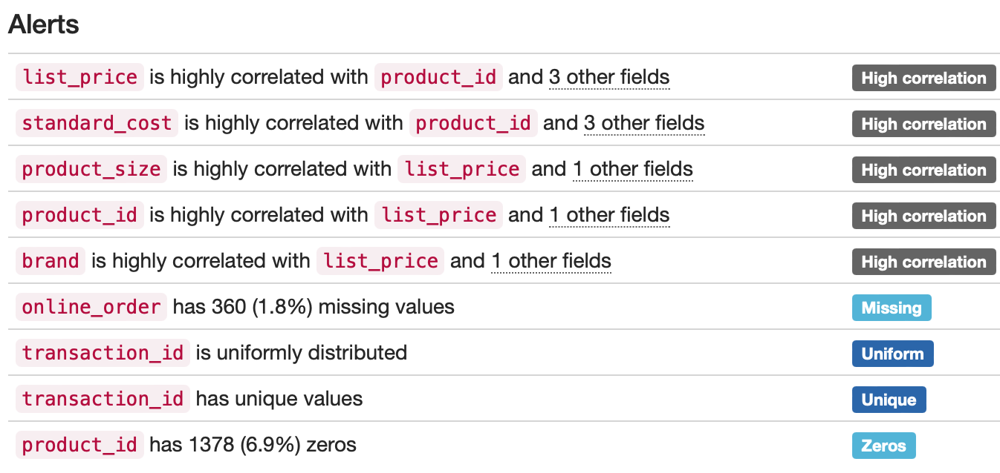 Alerts
list_price is highly correlated with product_id and 3 other fields High correlation
standard_cost is highly correlated with product_id and 3 other fields High correlation
product_size is highly correlated with list_price and 1 other fields High correlation
product_id is highly correlated with list_price and 1 other fields High correlation
brand is highly correlated with list_price and 1 other fields High correlation
online_order has 360 (1.8%) missing values Missing
transaction_id is uniformly distributed Uniform
transaction_id has unique values Unique
product_id has 1378 (6.9%) zeros Zeros